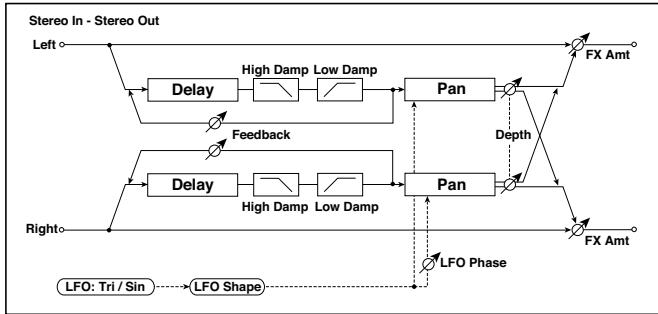 Stereo In - Stereo Out
Left
FX Amt
High Damp
Low Damp
Delay
Pan
Feedback
Depth
Delay
Pan
High Damp
Low Damp
Right
FX Amt
LFO Phase
LFO: Tri / Sin
LFO Shape